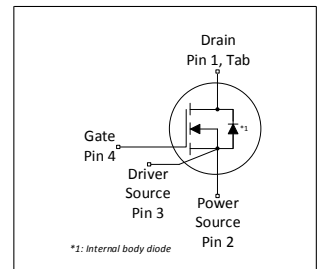 Drain
Pin 1, Tab
*1
Gate
Pin 4
Driver
Source
Pin 3
Power
Source
Pin 2
*1: Internal body diode